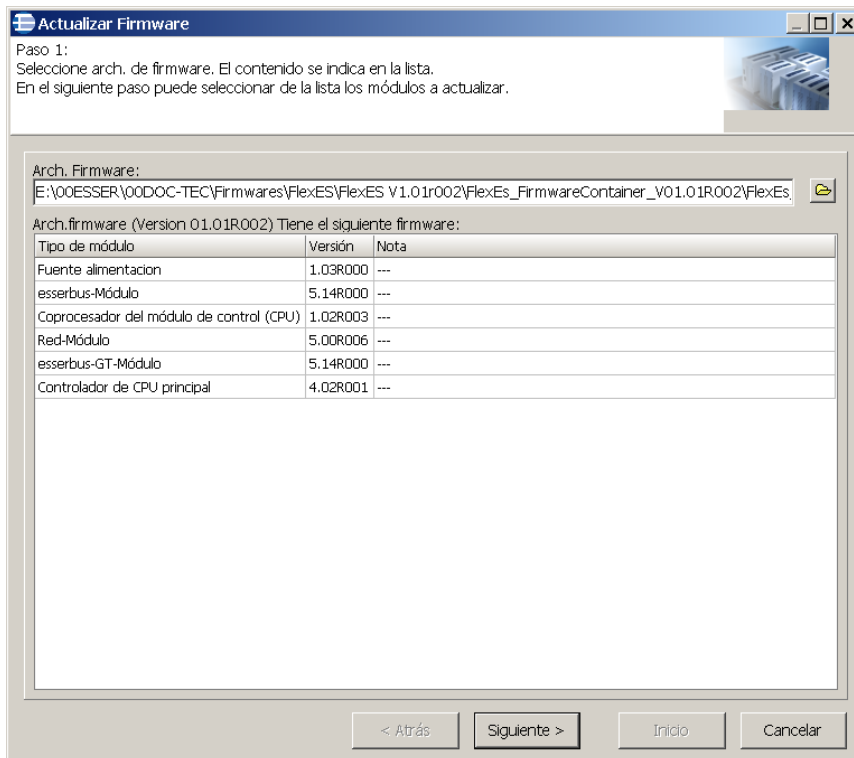 Actualizar Firmware
Paso 1:
Seleccione arch. de firmware. El contenido se indica en la lista.
En el siguiente paso puede seleccionar de la lista los módulos a actualizar.
Arch. Firmware:
E:\00ESSER\00DOC-TEC\Firmwares\FlexES\FlexES V1.01r002\FlexEs_FirmwareContainer_V01.01R002\FlexEs_
Arch.firmware (Version 01.01R002) Tiene el siguiente firmware:
Tipo de módulo Versión Nota
Fuente alimentacion 1.03R000 ---
esserbus-Módulo 5.14R000 ---
Coprocesador del módulo de control (CPU) 1.02R003 ---
Red-Módulo 5.00R006 ---
esserbus-GT-Módulo 5.14R000 ---
Controlador de CPU principal 4.02R001 ---
< Atrás Siguiente > Inicio Cancelar